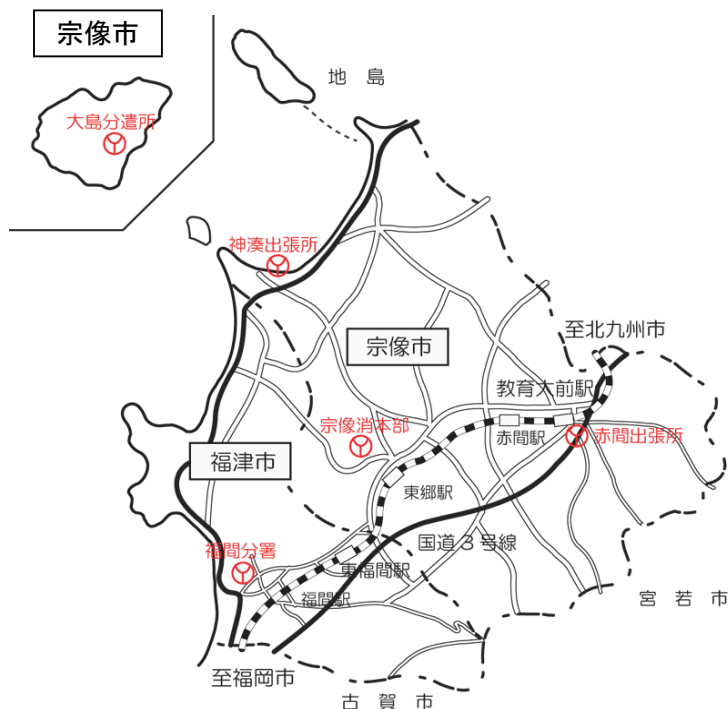 宗像市
地 島
大島分遣所
神湊出張所
至北九州市
宗像市
教育大前駅
宗像消本部
赤間駅
赤間出張所
福津市
東郷駅
国道3号線
福間分署
東福間駅
福間駅
宮 若 市
至福岡市
古 賀 市